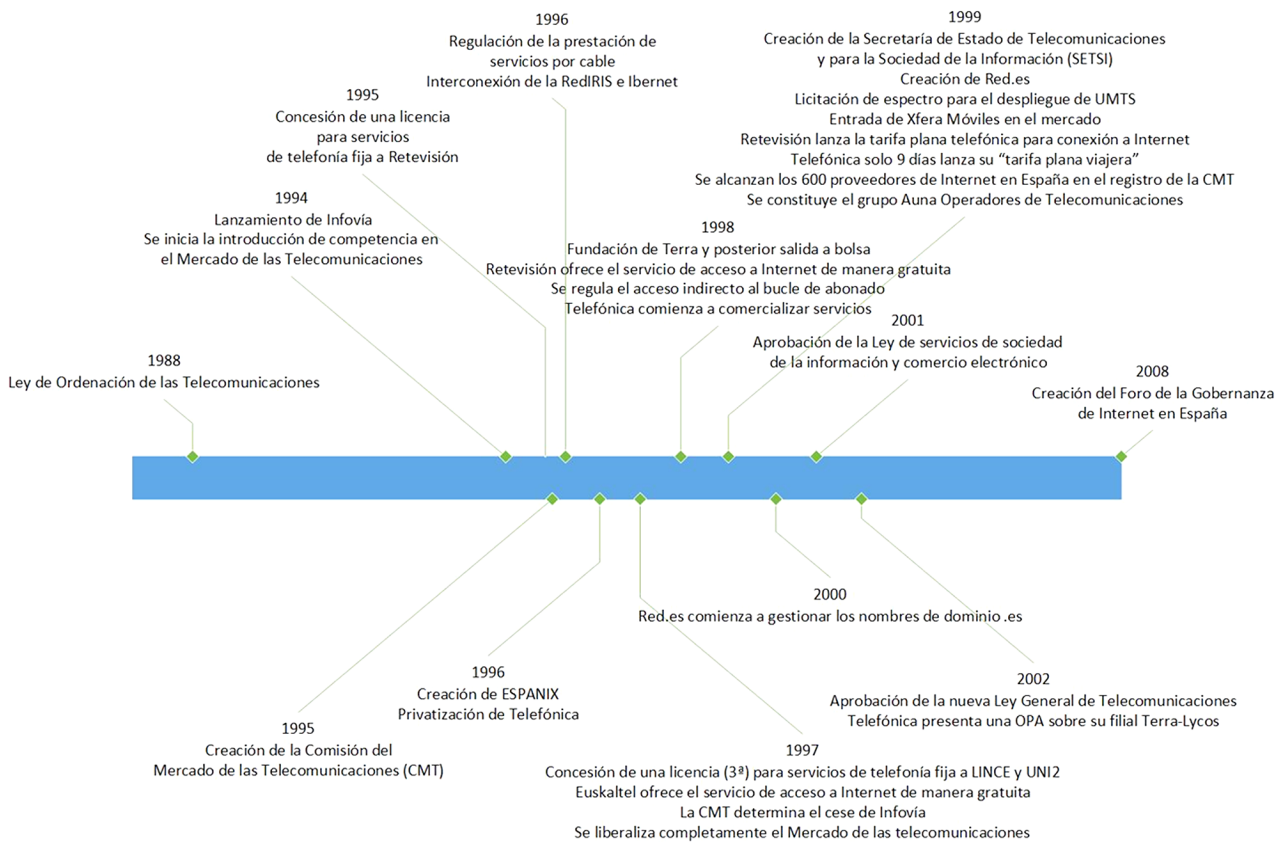 1996
Regulación de la prestación de
servicios por cable
Interconexión de la RedIRIS e Ibernet
1999
Creación de la Secretaría de Estado de Telecomunicaciones
y para la Sociedad de la Información (SETSI)
Creación de Red.es
Licitación de espectro para el despliegue de UMTS
Entrada de Xfera Móviles en el mercado
Retevisión lanza la tarifa plana telefónica para conexión a Internet
Telefónica solo 9 días lanza su “tarifa plana viajera”
Se alcanzan los 600 proveedores de Internet en España en el registro de la CMT
Se constituye el grupo Auna Operadores de Telecomunicaciones
1995
Concesión de una licencia
para servicios
de telefonía fija a Retevisión
1994
Lanzamiento de Infovía
Se inicia la introducción de competencia en
el Mercado de las Telecomunicaciones
1998
Fundación de Terra y posterior salida a bolsa
Retevisión ofrece el servicio de acceso a Internet de manera gratuita
Se regula el acceso indirecto al bucle de abonado
Telefónica comienza a comercializar servicios
2001
Aprobación de la Ley de servicios de sociedad
de la información y comercio electrónico
1988
Ley de Ordenación de las Telecomunicaciones
2008
Creación del Foro de la Gobernanza
de Internet en España
2000
Red.es comienza a gestionar los nombres de dominio .es
1996
Creación de ESPANIX
Privatización de Telefónica
2002
Aprobación de la nueva Ley General de Telecomunicaciones
Telefónica presenta una OPA sobre su filial Terra-Lycos
1995
Creación de la Comisión del
Mercado de las Telecomunicaciones (CMT)
1997
Concesión de una licencia (3ª) para servicios de telefonía fija a LINCE y UNI2
Euskaltel ofrece el servicio de acceso a Internet de manera gratuita
La CMT determina el cese de Infovía
Se liberaliza completamente el Mercado de las telecomunicaciones